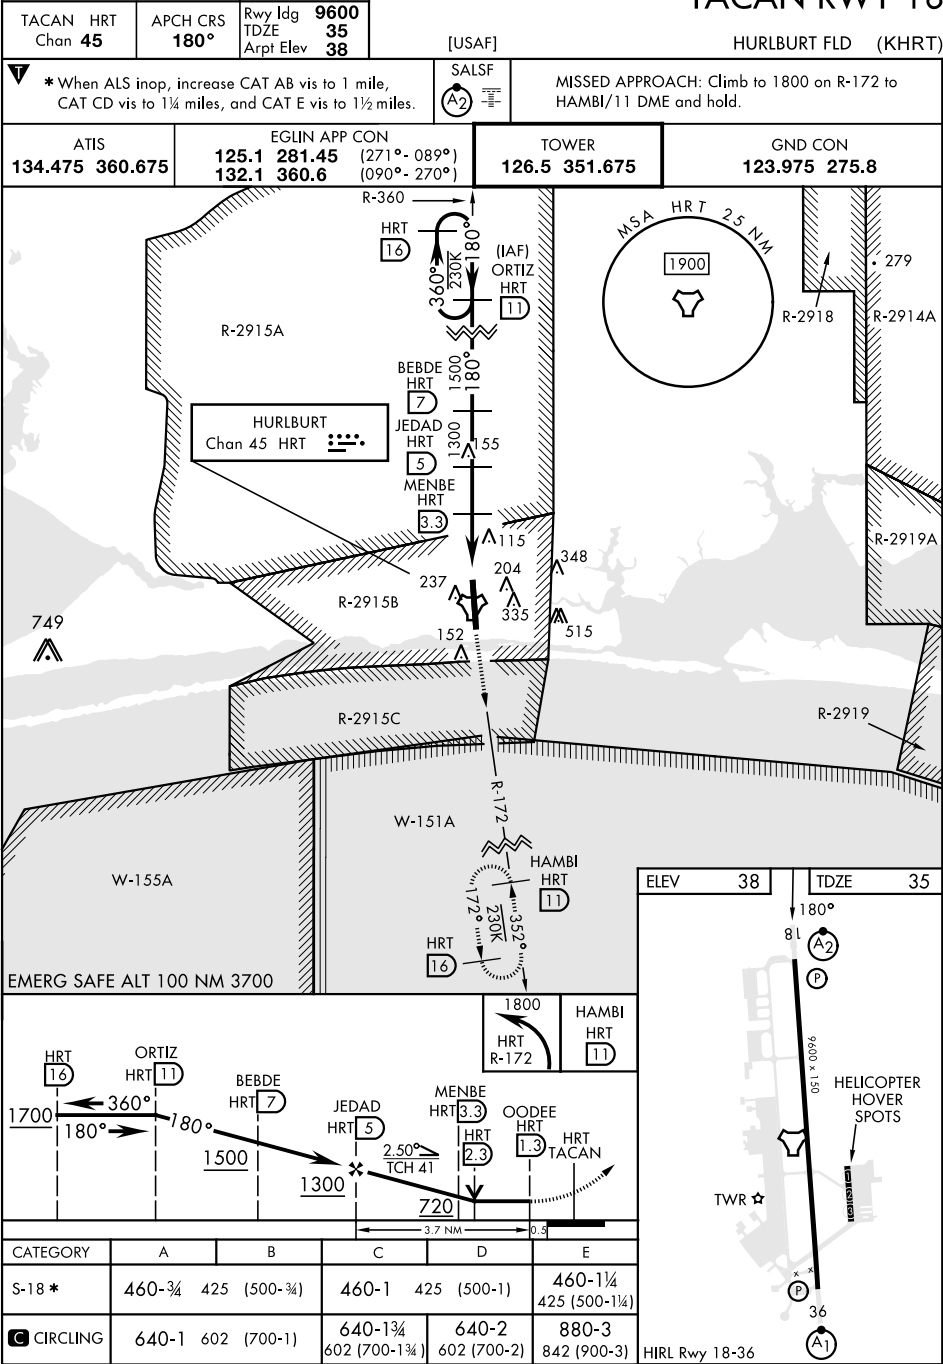 TACAN RWY 18
TACAN HRT
Chan 45
APCH CRS
180°
Rwy ldg 9600
TDZE 35
Arpt Elev 38
[USAF]
HURLBURT FLD (KHRT)
T
* When ALS inop, increase CAT AB vis to 1 mile,
CAT CD vis to 1¼ miles, and CAT E vis to 1½ miles.
SALSF
A2
MISSED APPROACH: Climb to 1800 on R-172 to
HAMBI/11 DME and hold.
ATIS
134.475 360.675
EGLIN APP CON
125.1 281.45 (271°- 089°)
132.1 360.6 (090°- 270°)
TOWER
126.5 351.675
GND CON
123.975 275.8
R-360
HRT
16
360°
230K
180°
(IAF)
ORTIZ
HRT
11
MSA HRT 25 NM
1900
279
R-2918
R-2914A
R-2915A
1500
180°
BEBDE
HRT
7
HURLBURT
Chan 45 HRT
JEDAD
HRT
5
1300
155
MENBE
HRT
3.3
115
R-2919A
348
204
237
335
R-2915B
515
152
749
R-2915C
R-2919
R-172
W-151A
W-155A
HAMBI
HRT
11
172°
230K
352°
HRT
16
EMERG SAFE ALT 100 NM 3700
ELEV 38
TDZE 35
180°
18
A2
P
9600 x 150
HELICOPTER
HOVER
SPOTS
TWR
x x
P
36
A1
HIRL Rwy 18-36
1800
HRT
R-172
HAMBI
HRT
11
HRT
16
ORTIZ
HRT 11
BEBDE
HRT 7
JEDAD
HRT 5
MENBE
HRT 3.3
HRT
2.3
OODEE
HRT
1.3
HRT
TACAN
1700
360°
180°
180°
1500
1300
2.50°
TCH 41
720
3.7 NM
0.5
CATEGORY A B C D E
S-18 * 460-¾ 425 (500-¾) 460-1 425 (500-1) 460-1¼
425 (500-1¼)
C CIRCLING 640-1 602 (700-1) 640-1¾ 640-2 880-3
602 (700-1¾) 602 (700-2) 842 (900-3)